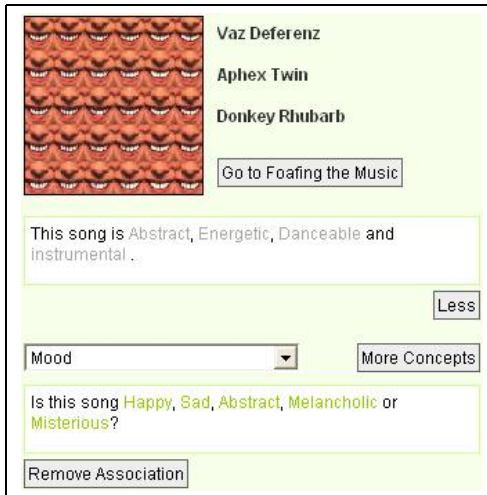 Vaz Deferenz
Aphex Twin
Donkey Rhubarb
Go to Foafing the Music
This song is Abstract, Energetic, Danceable and
instrumental .
Less
Mood
More Concepts
Is this song Happy, Sad, Abstract, Melancholic or
Misterious?
Remove Association